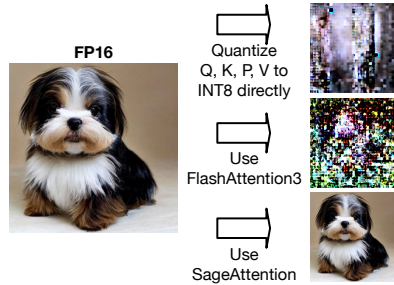 FP16
Quantize
Q, K, P, V to
INT8 directly
Use
FlashAttention3
Use
SageAttention